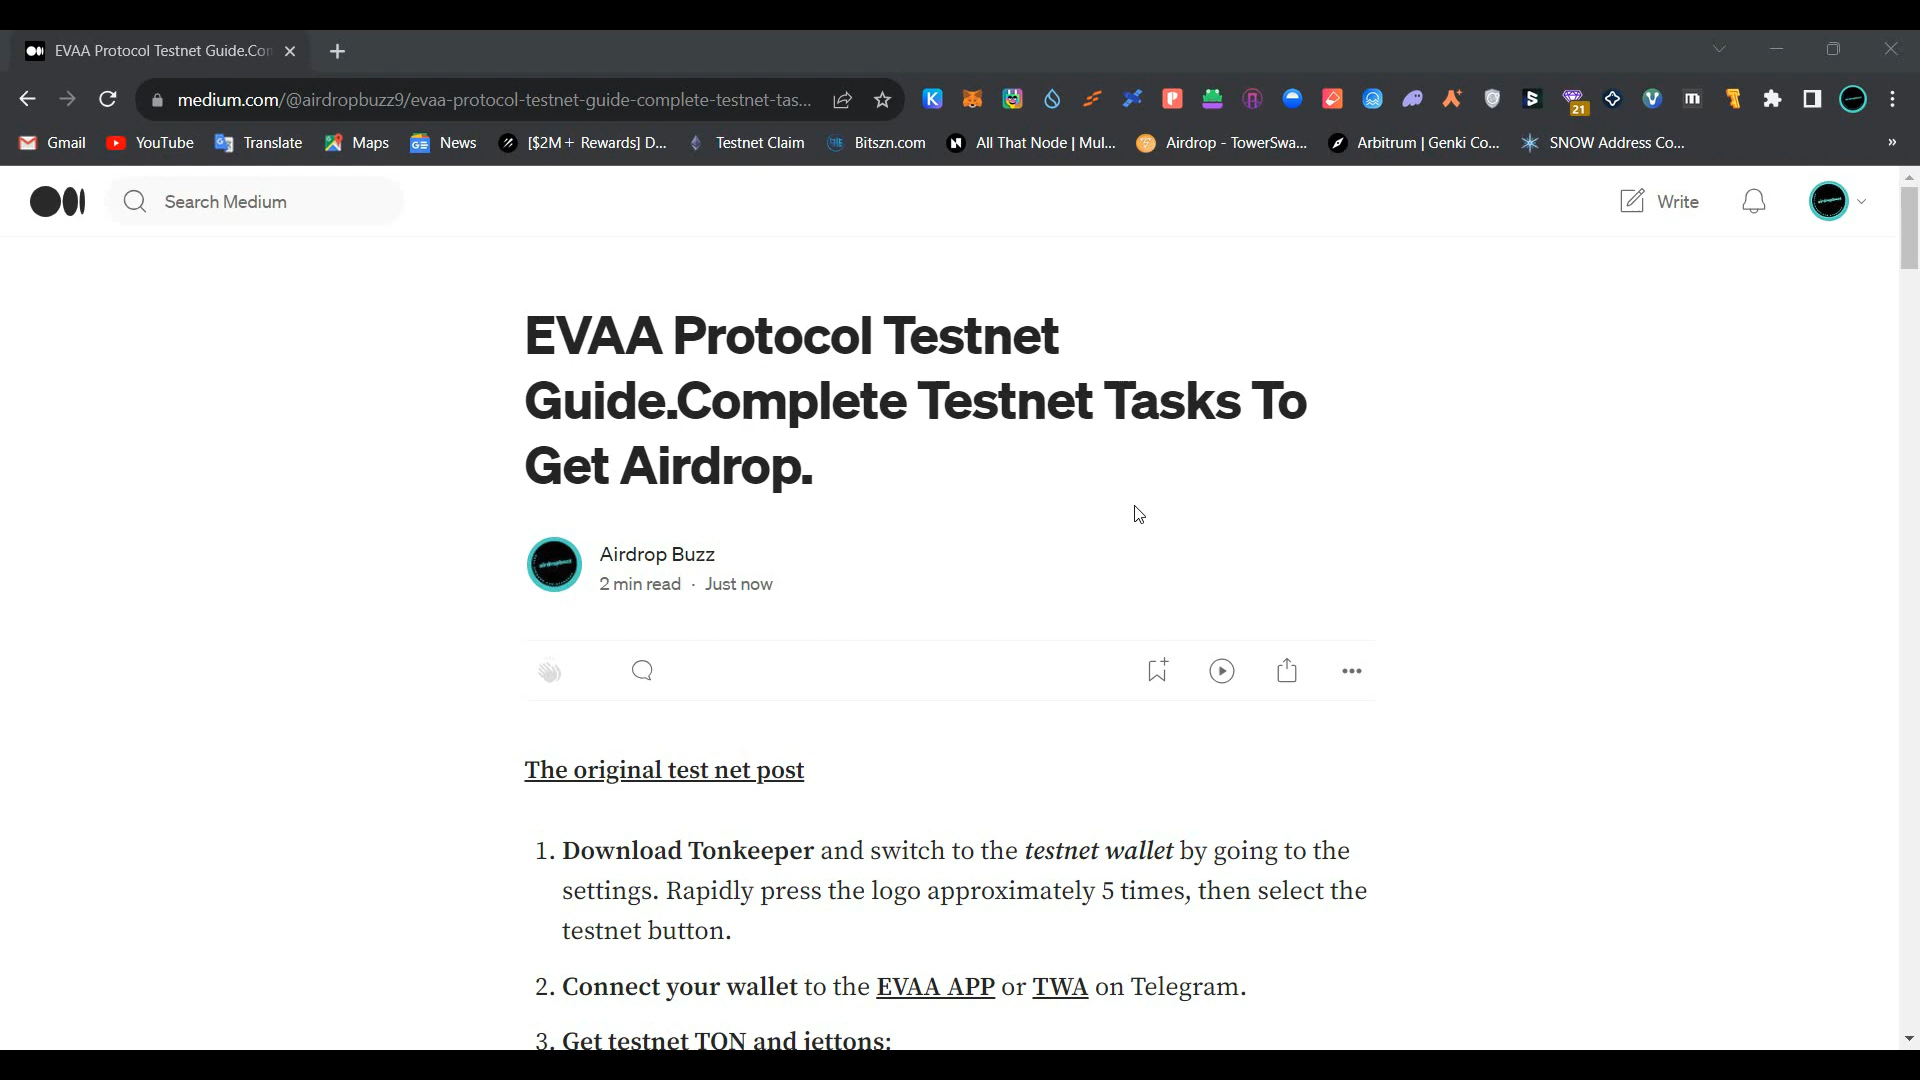 EVAA Protocol Testnet Guide.Con
medium.com/@airdropbuzz9/evaa-protocol-testnet-guide-complete-testnet-tas...
21
Gmail YouTube Translate Maps News [$2M+ Rewards] D... Testnet Claim Bitszn.com All That Node | Mul... Airdrop - TowerSwa... Arbitrum | Genki Co... SNOW Address Co... »
Search Medium Write
EVAA Protocol Testnet
Guide.Complete Testnet Tasks To
Get Airdrop.
Airdrop Buzz
2 min read · Just now
The original test net post
1. Download Tonkeeper and switch to the testnet wallet by going to the
settings. Rapidly press the logo approximately 5 times, then select the
testnet button.
2. Connect your wallet to the EVAA APP or TWA on Telegram.
3. Get testnet TON and jettons: